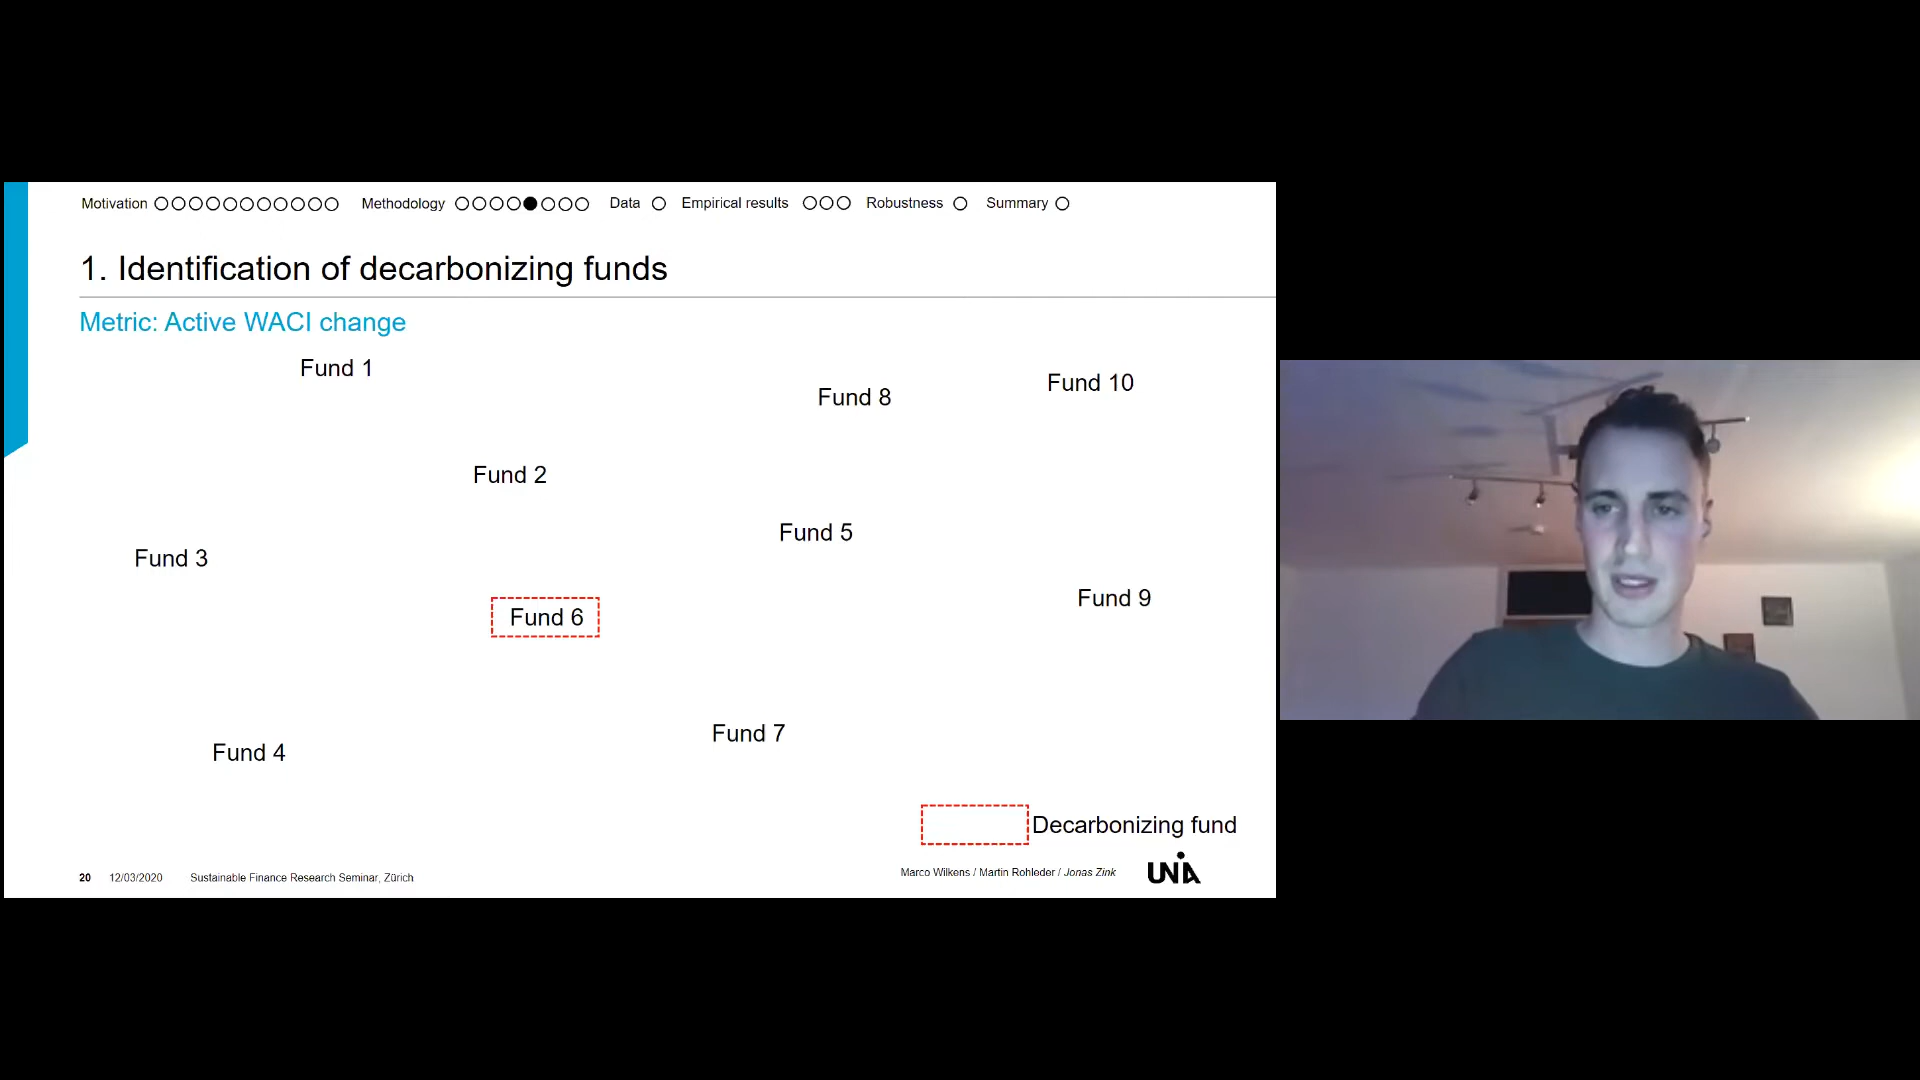 Motivation Methodology Data Empirical results Robustness Summary
1. Identification of decarbonizing funds
Metric: Active WACI change
Fund 1
Fund 10
Fund 8
Fund 2
Fund 5
Fund 3
Fund 9
Fund 6
Fund 7
Fund 4
Decarbonizing fund
20 12/03/2020 Sustainable Finance Research Seminar, Zürich
Marco Wilkens / Martin Rohleder / Jonas Zink
UNIA